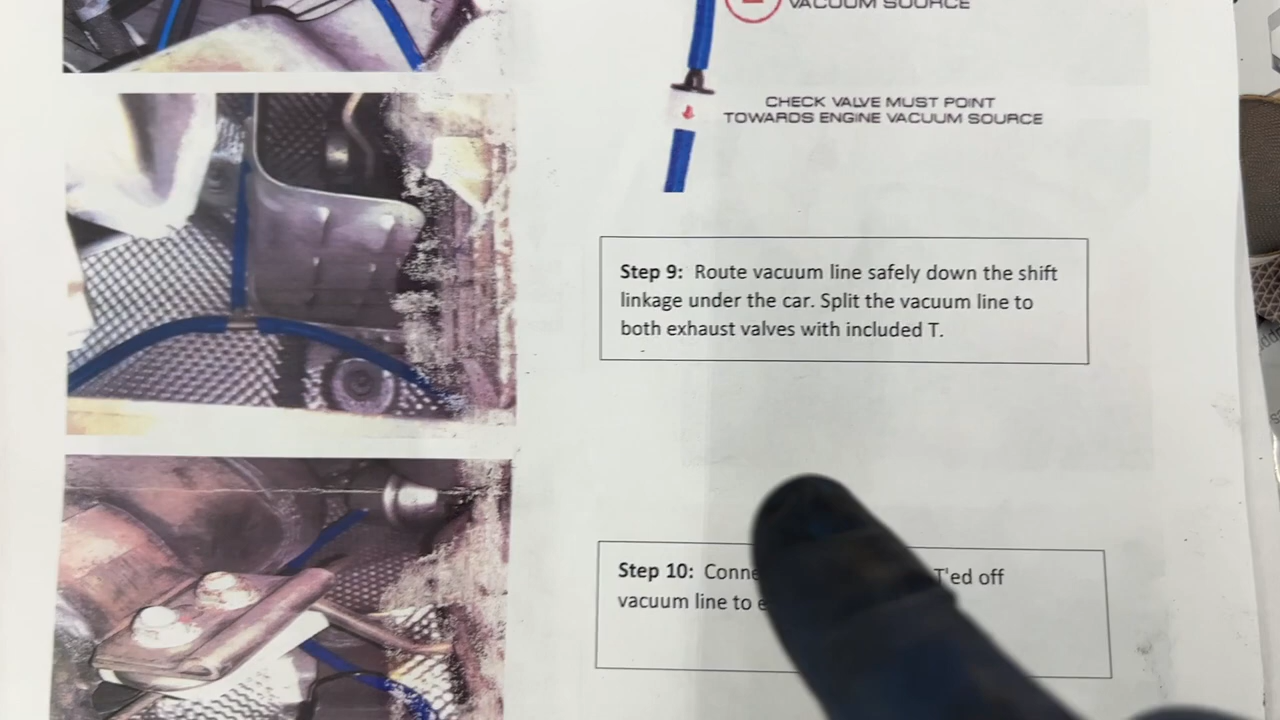 VACUUM SOURCE
CHECK VALVE MUST POINT
TOWARDS ENGINE VACUUM SOURCE
Step 9: Route vacuum line safely down the shift
linkage under the car. Split the vacuum line to
both exhaust valves with included T.
Step 10: T'ed off
vacuum line to